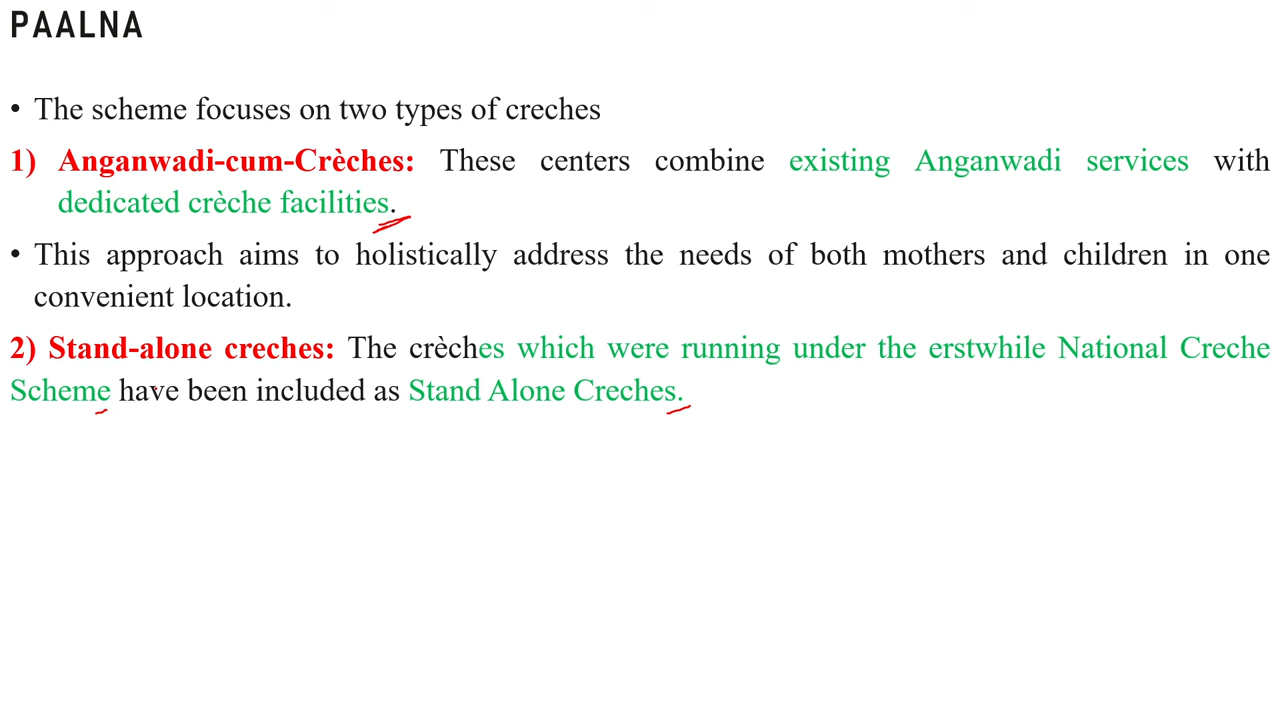 PAALNA
• The scheme focuses on two types of creches
1) Anganwadi-cum-Crèches: These centers combine existing Anganwadi services with
dedicated crèche facilities.
• This approach aims to holistically address the needs of both mothers and children in one
convenient location.
2) Stand-alone creches: The crèches which were running under the erstwhile National Creche
Scheme have been included as Stand Alone Creches.